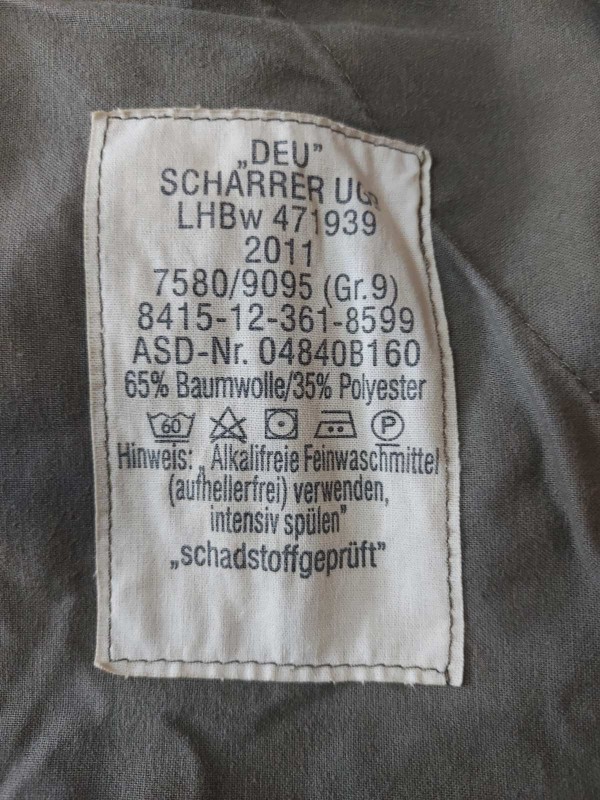 „DEU”
SCHARRER UG.
LHBw 471939
2011
7580/9095 (Gr.9)
8415-12-361-8599
ASD-Nr. 04840B160
65% Baumwolle/35% Polyester
60 P
Hinweis: „Alkalifreie Feinwaschmittel
(aufhellerfrei) verwenden,
intensiv spülen”
„schadstoffgeprüft”